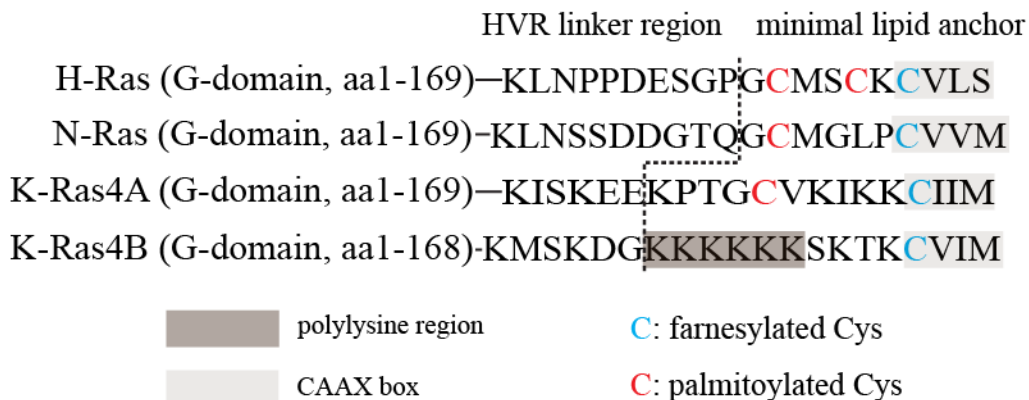 HVR linker region minimal lipid anchor
H-Ras (G-domain, aa1-169)—KLNPPDESGPGCMSCKCVLS
N-Ras (G-domain, aa1-169)-KLNSSDDGTQGCMGLPCVVM
K-Ras4A (G-domain, aa1-169)—KISKEEKPTGCVKIKKCIIM
K-Ras4B (G-domain, aa1-168)-KMSKDGKKKKKKSKTKCVIM
polylysine region C: farnesylated Cys
CAAX box C: palmitoylated Cys